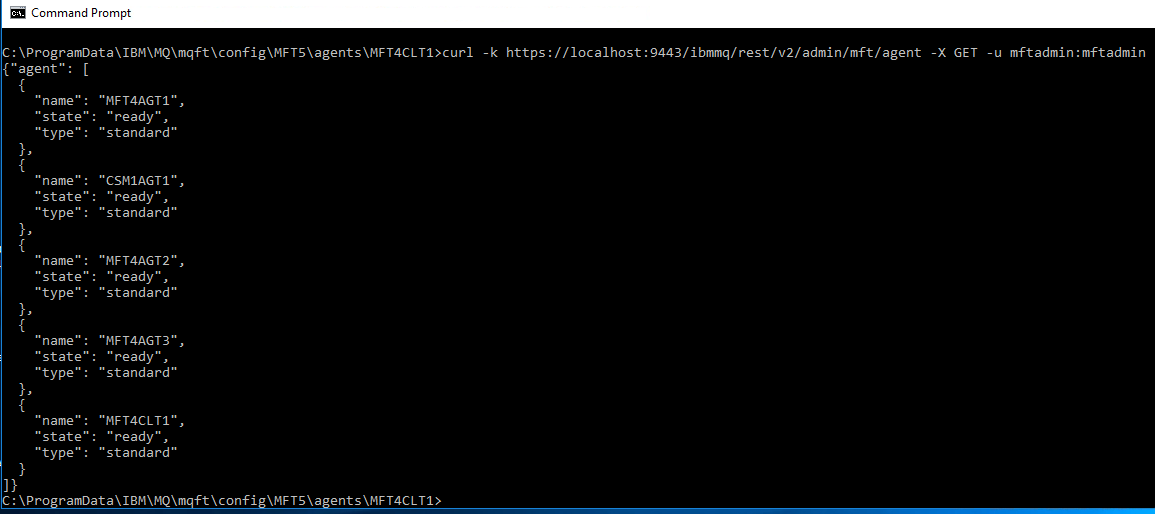 Command Prompt
C:\ProgramData\IBM\MQ\mqft\config\MFT5\agents\MFT4CLT1>curl -k https://localhost:9443/ibmmq/rest/v2/admin/mft/agent -X GET -u mftadmin:mftadmin
{"agent": [
  {
    "name": "MFT4AGT1",
    "state": "ready",
    "type": "standard"
  },
  {
    "name": "CSM1AGT1",
    "state": "ready",
    "type": "standard"
  },
  {
    "name": "MFT4AGT2",
    "state": "ready",
    "type": "standard"
  },
  {
    "name": "MFT4AGT3",
    "state": "ready",
    "type": "standard"
  },
  {
    "name": "MFT4CLT1",
    "state": "ready",
    "type": "standard"
  }
]}
C:\ProgramData\IBM\MQ\mqft\config\MFT5\agents\MFT4CLT1>